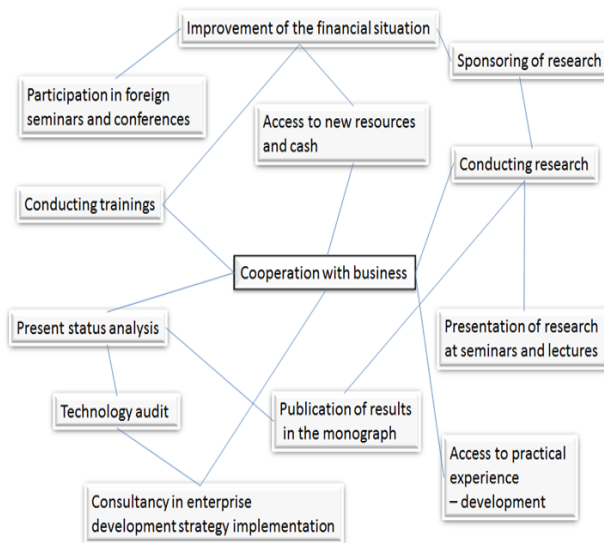 Improvement of the financial situation
Sponsoring of research
Participation in foreign
seminars and conferences
Access to new resources
and cash
Conducting research
Conducting trainings
Cooperation with business
Present status analysis
Presentation of research
at seminars and lectures
Technology audit
Publication of results
in the monograph
Access to practical
experience
– development
Consultancy in enterprise
development strategy implementation